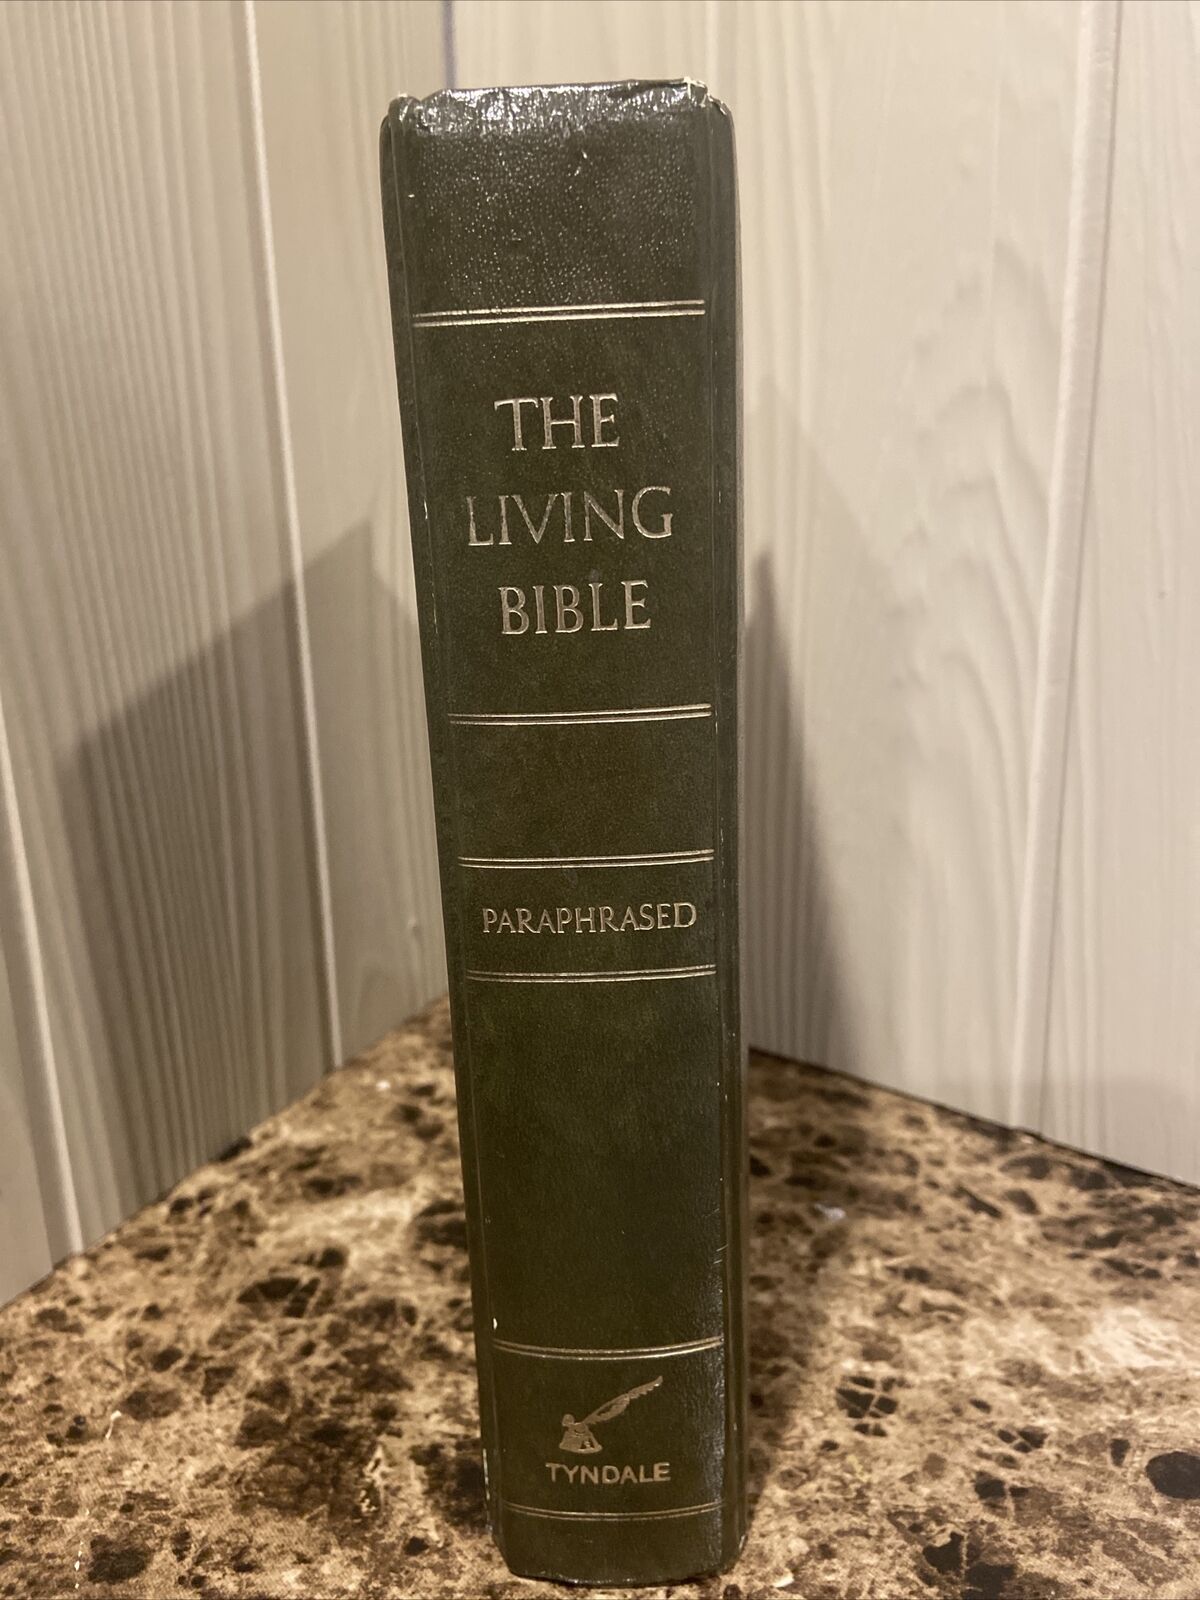 THE
LIVING
BIBLE
PARAPHRASED
TYNDALE